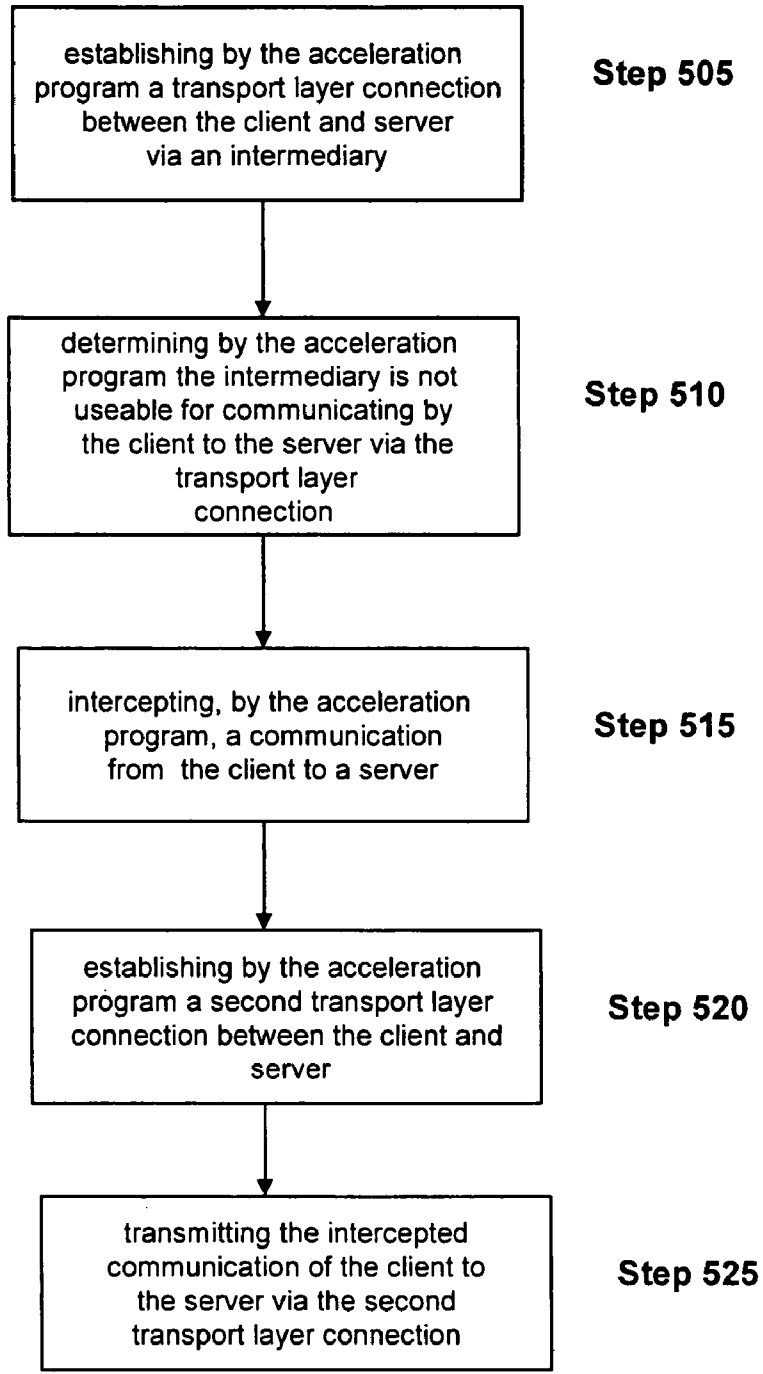 establishing by the acceleration
program a transport layer connection
between the client and server
via an intermediary
Step 505
determining by the acceleration
program the intermediary is not
useable for communicating by
the client to the server via the
transport layer
connection
Step 510
intercepting, by the acceleration
program, a communication
from the client to a server
Step 515
establishing by the acceleration
program a second transport layer
connection between the client and
server
Step 520
transmitting the intercepted
communication of the client to
the server via the second
transport layer connection
Step 525